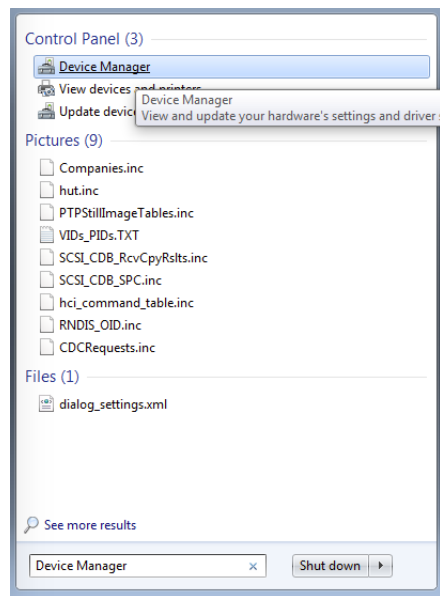 Control Panel (3)
Device Manager
View devices and printers
Device Manager
Update device
View and update your hardware's settings and driver
Pictures (9)
Companies.inc
hut.inc
PTPStillImageTables.inc
VIDs_PIDs.TXT
SCSI_CDB_RcvCpyRslts.inc
SCSI_CDB_SPC.inc
hci_command_table.inc
RNDIS_OID.inc
CDCRequests.inc
Files (1)
dialog_settings.xml
See more results
Device Manager
Shut down